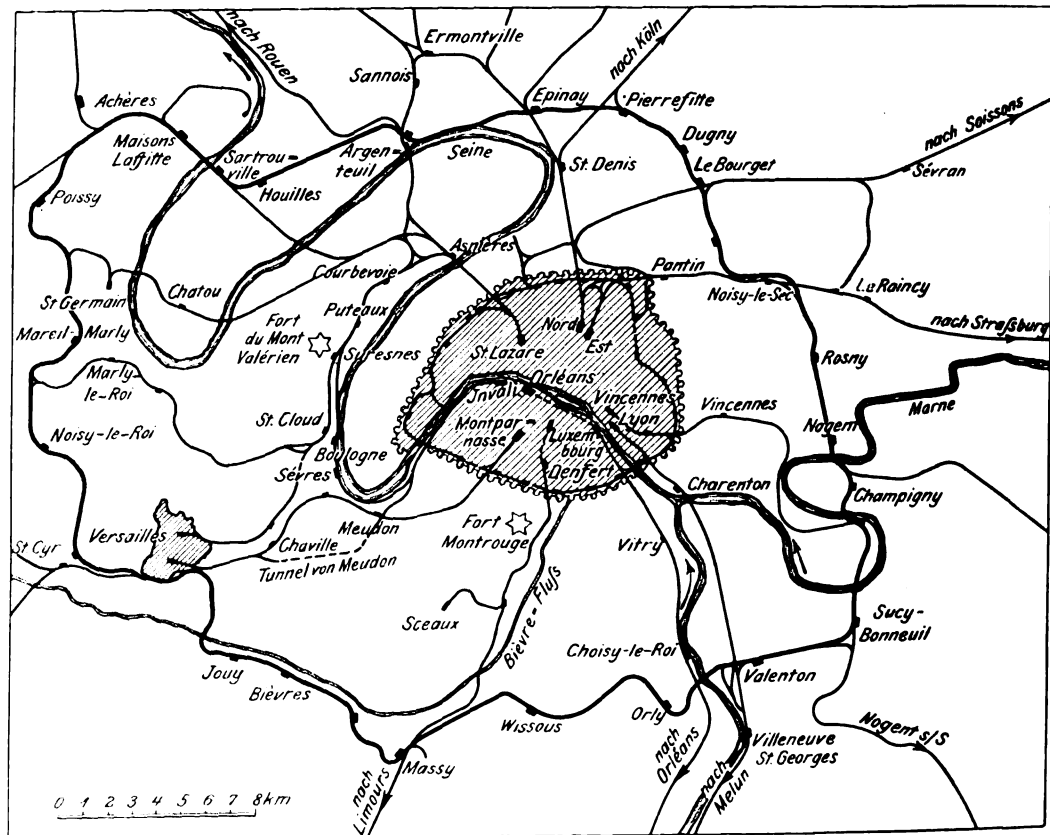 nach Rouen
Ermontville
nach Köln
Sannois
Achères
Epinay
Pierrefitte
Maisons
Laffitte
Sartrou-
ville
Argen-
teuil
Seine
Dugny
nach Soissons
St. Denis
Le Bourget
Houilles
Sévran
Poissy
Asnières
Courbevoie
Pantin
St Germain
Chatou
Noisy-le-Sec
Le Raincy
Puteaux
Mareil-Marly
Fort
du Mont
Valérien
Nord
Est
nach Straßburg
Suresnes
St. Lazare
Rosny
Marly-
le-Roi
Orléans
Jnvalid
Vincennes
Lyon
Vincennes
Marne
St. Cloud
Montpar-
nasse
Luxem-
bourg
Nogent
Noisy-le-Roi
Boulogne
Denfert
Sévres
Charenton
Champigny
Versailles
Meudon
Fort
Montrouge
St Cyr
Chaville
Vitry
Tunnel von Meudon
Sceaux
Bièvre-Fluſs
Sucy-
Bonneuil
Choisy-le-Roi
Jouy
Valenton
Bièvres
Wissous
Orly
Nogent s/S
Massy
Villeneuve
St. Georges
nach
Limours
nach
Orléans
nach
Melun
0 1 2 3 4 5 6 7 8 km